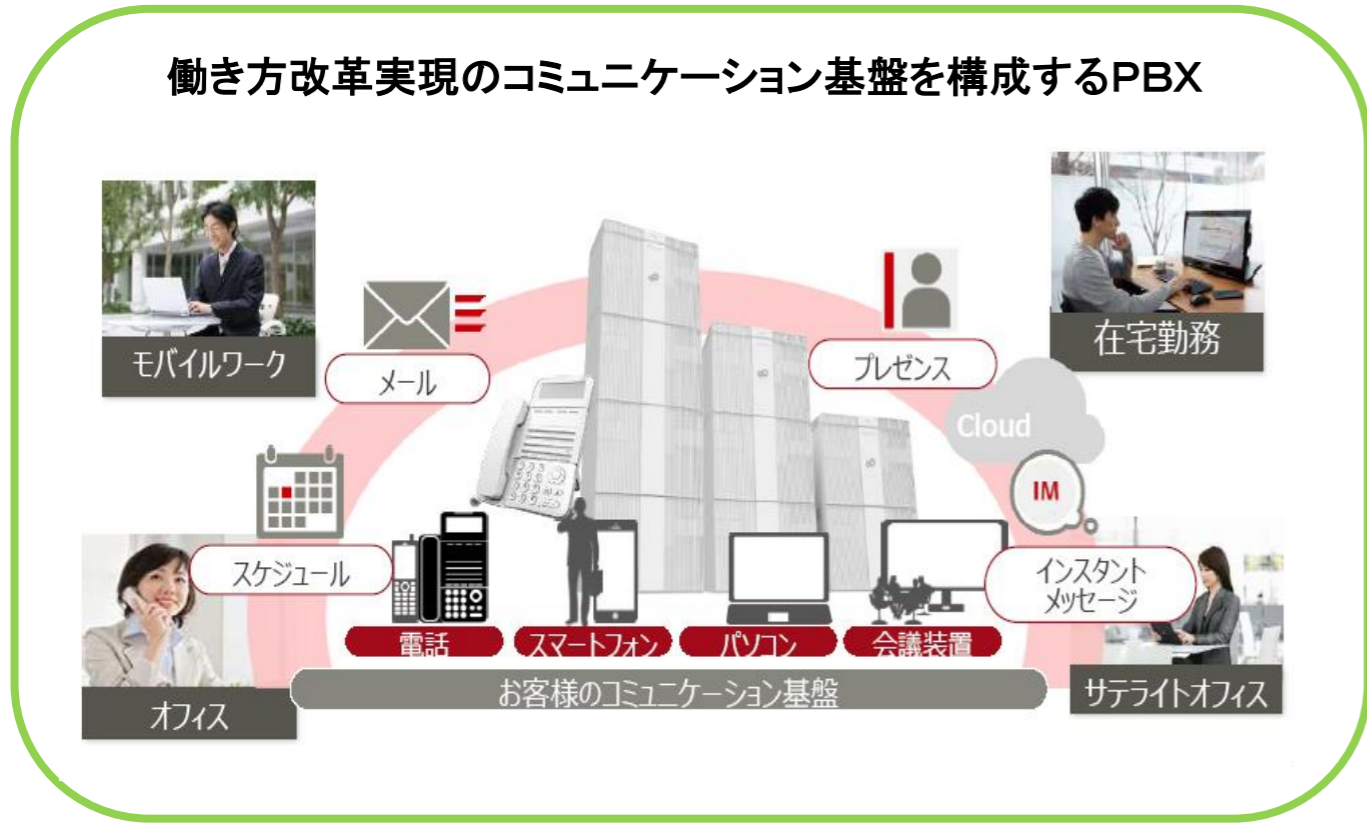 働き方改革実現のコミュニケーション基盤を構成するPBX
モバイルワーク
メール
プレゼンス
在宅勤務
Cloud
IM
スケジュール
インスタント
メッセージ
電話
スマートフォン
パソコン
会議装置
お客様のコミュニケーション基盤
オフィス
サテライトオフィス